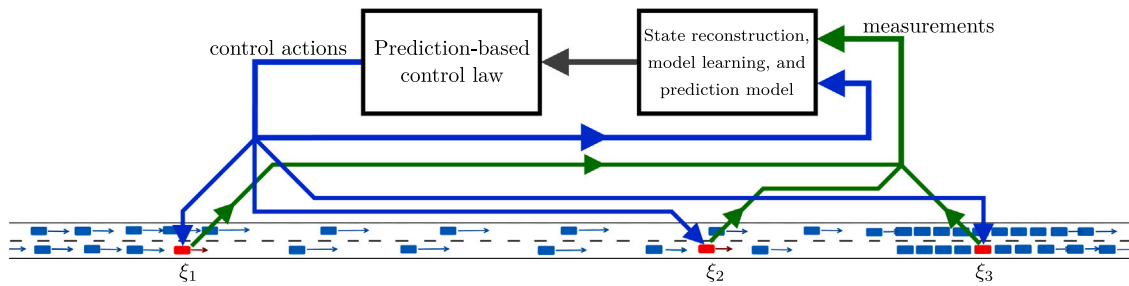 control actions
Prediction-based
control law
State reconstruction,
model learning, and
prediction model
measurements
ξ₁
ξ₂
ξ₃